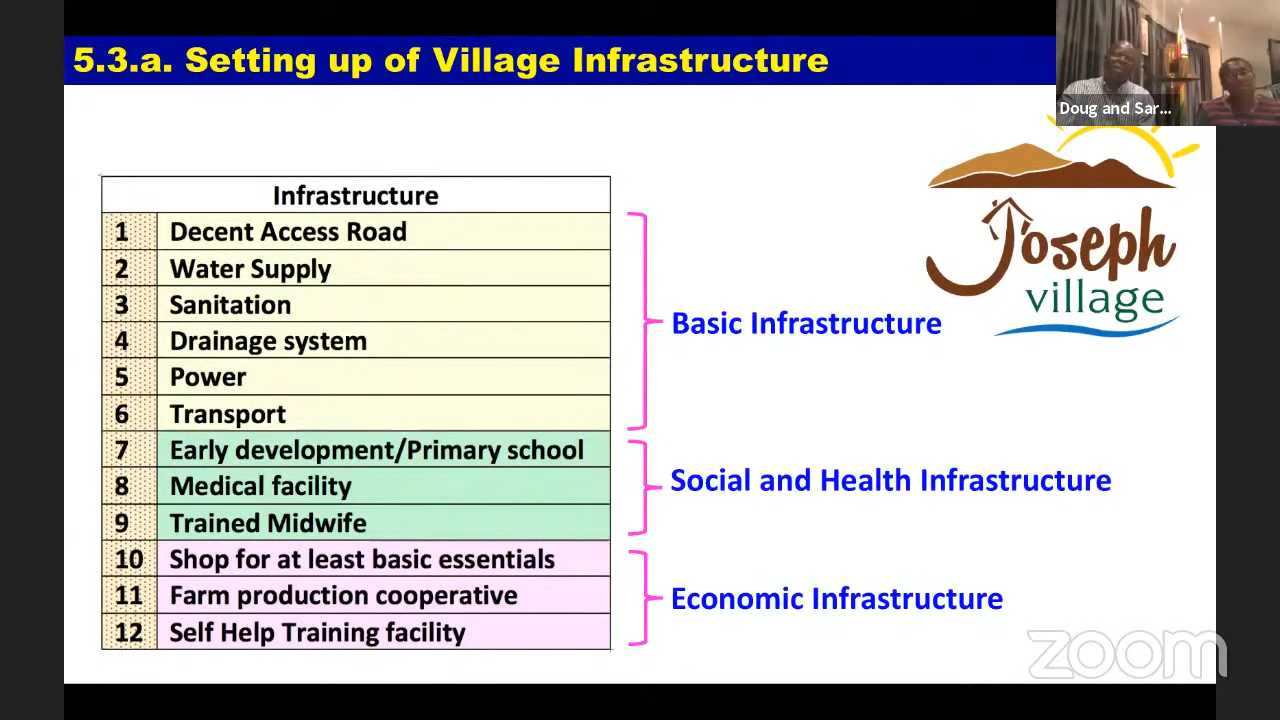 5.3.a. Setting up of Village Infrastructure
Doug and Sar...
Infrastructure
1 Decent Access Road
2 Water Supply
3 Sanitation
4 Drainage system
5 Power
6 Transport
7 Early development/Primary school
8 Medical facility
9 Trained Midwife
10 Shop for at least basic essentials
11 Farm production cooperative
12 Self Help Training facility
Basic Infrastructure
Social and Health Infrastructure
Economic Infrastructure
Joseph
village
zoom